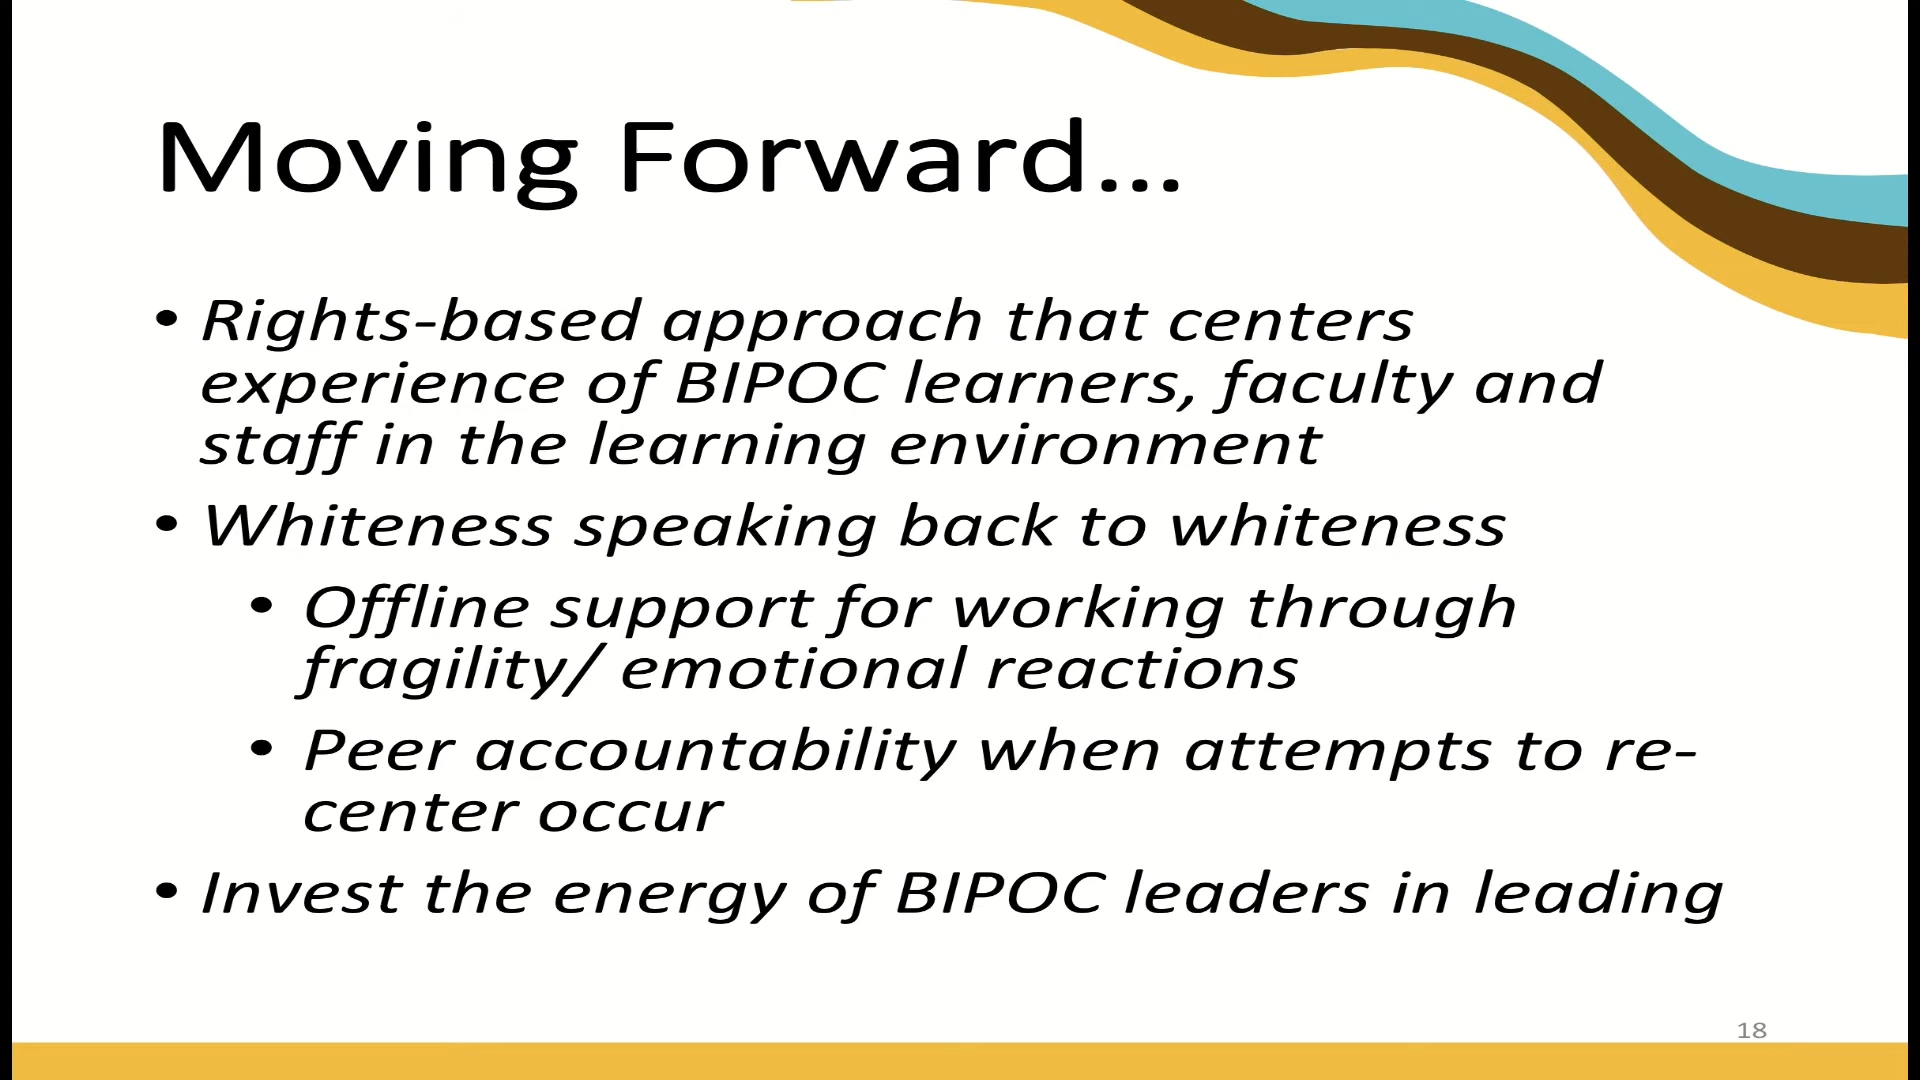 Moving Forward...
• Rights-based approach that centers
experience of BIPOC learners, faculty and
staff in the learning environment
• Whiteness speaking back to whiteness
• Offline support for working through
fragility/ emotional reactions
• Peer accountability when attempts to re-
center occur
• Invest the energy of BIPOC leaders in leading
18